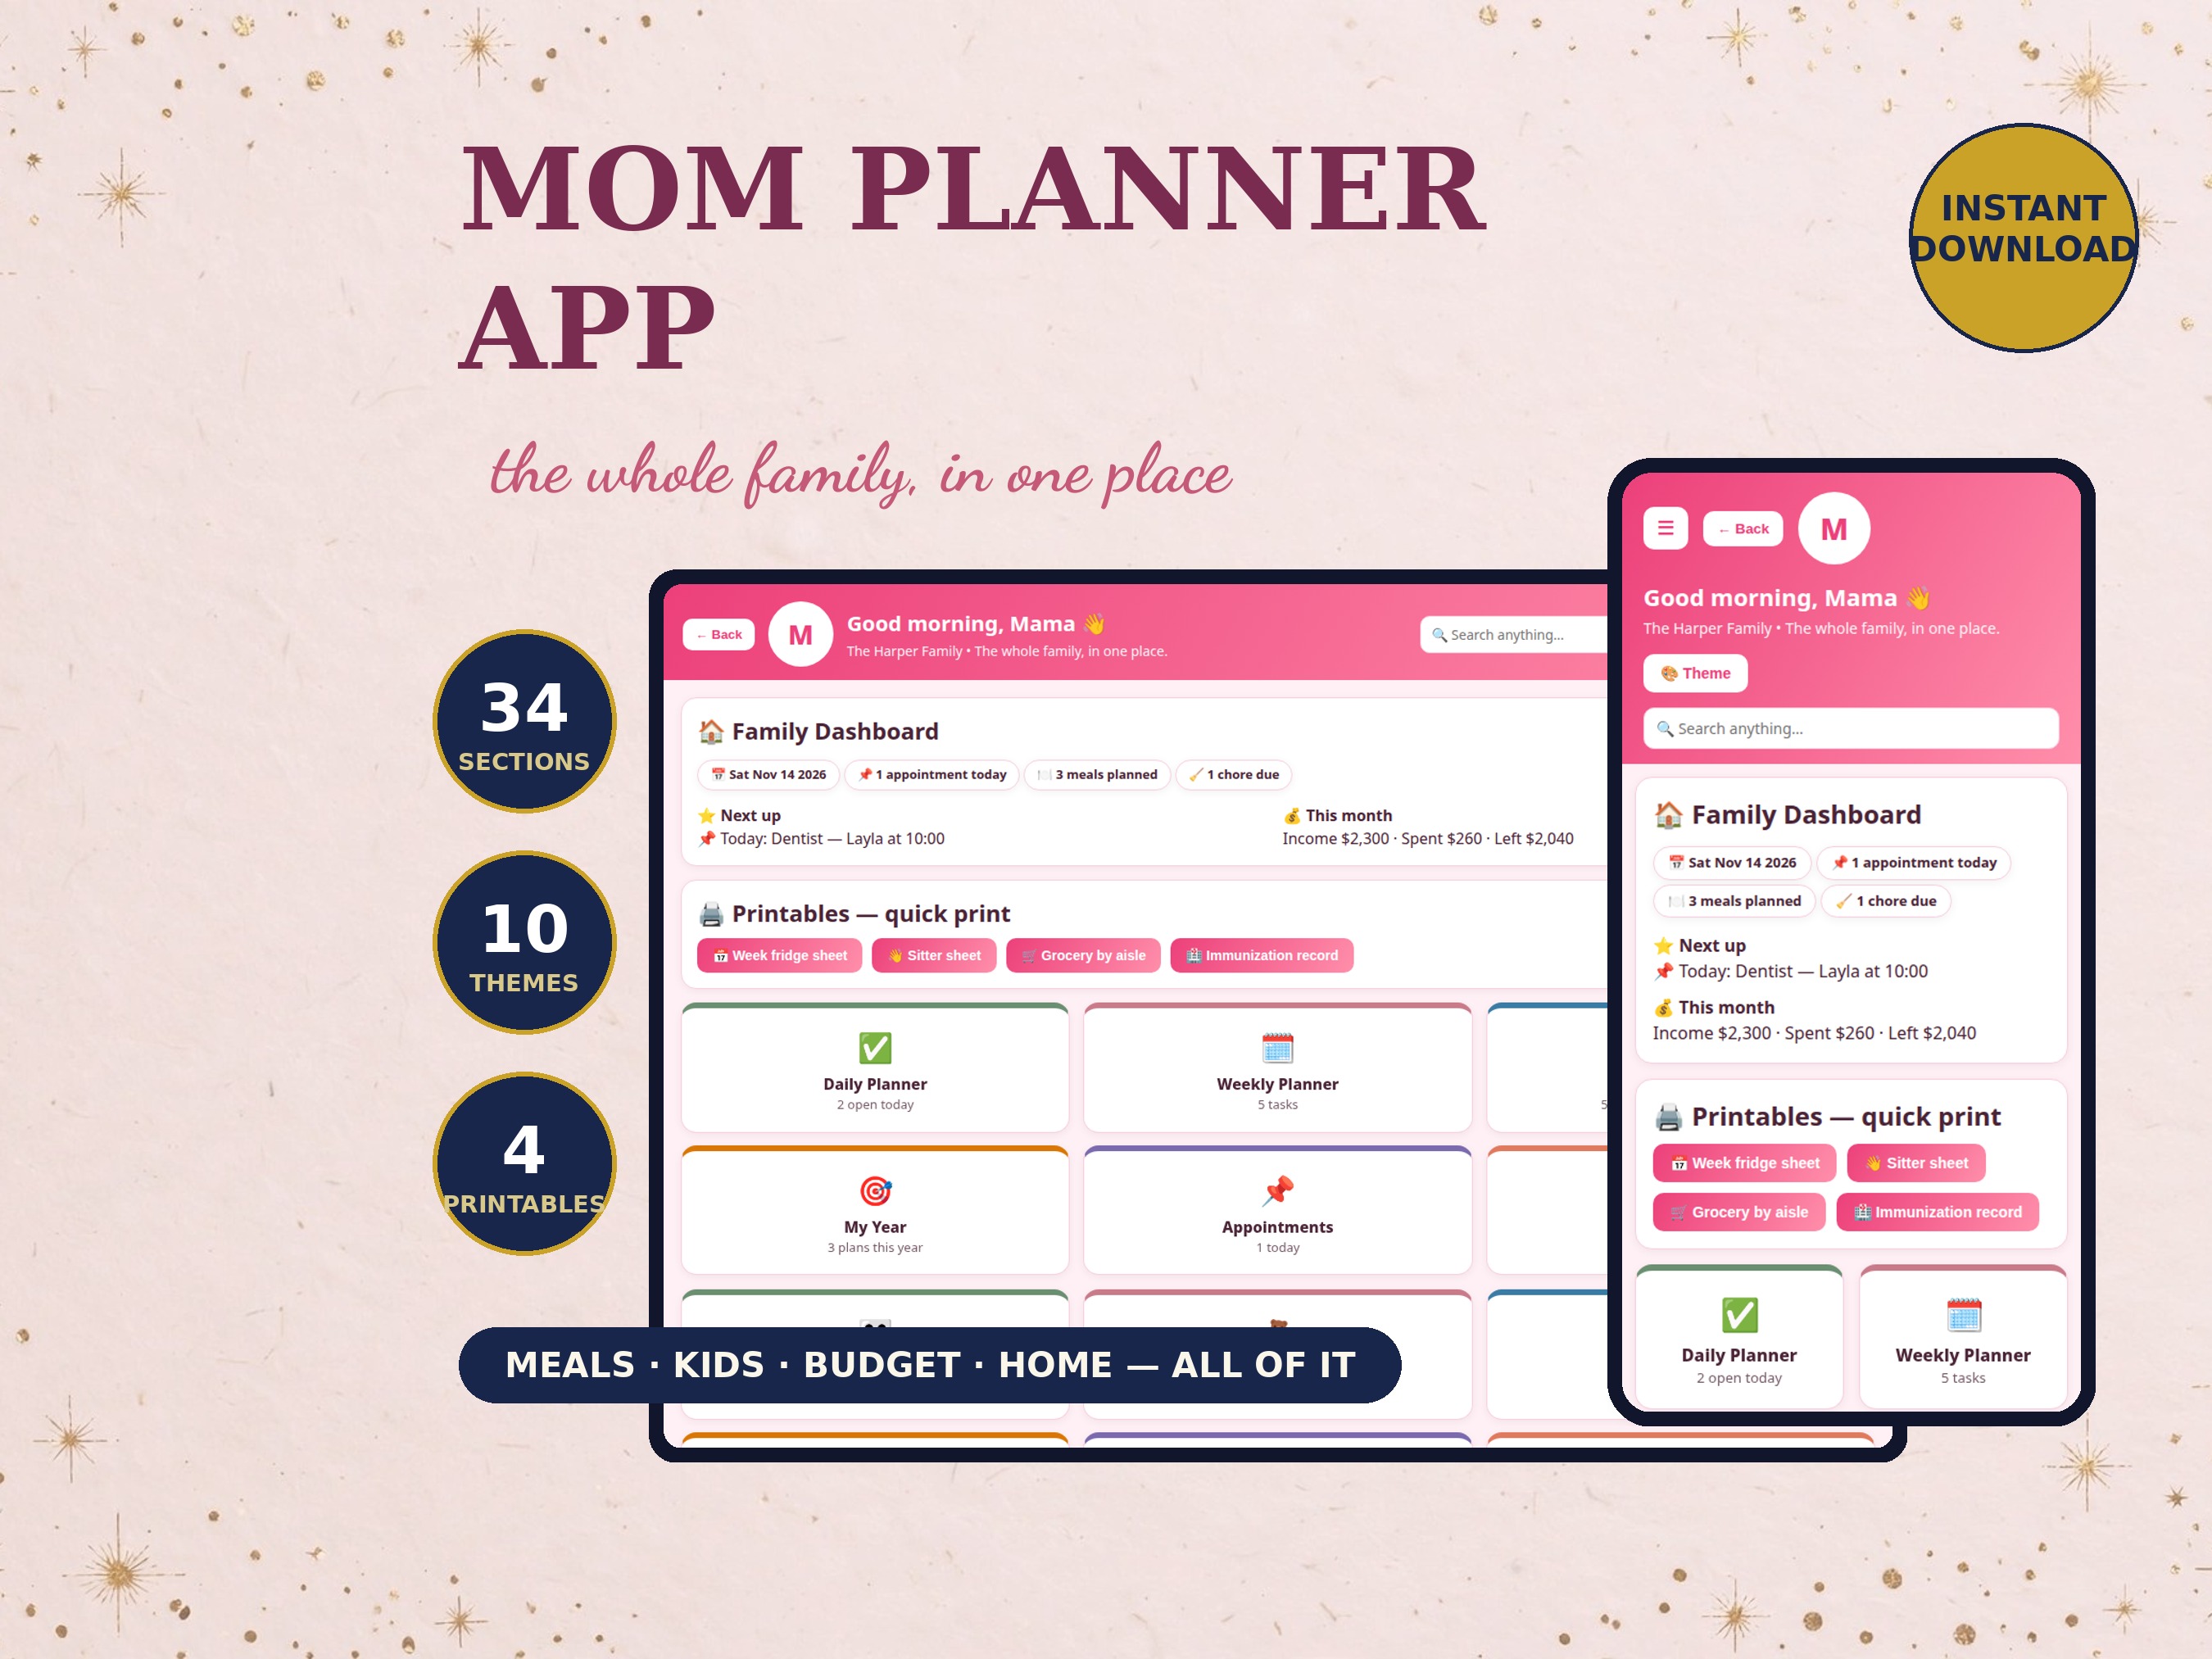 MOM PLANNER
APP
INSTANT
DOWNLOAD
the whole family, in one place
34
SECTIONS
10
THEMES
4
PRINTABLES
← Back
M
Good morning, Mama 👋
The Harper Family • The whole family, in one place.
🔍 Search anything...
🏠 Family Dashboard
📅 Sat Nov 14 2026
📌 1 appointment today
🍽️ 3 meals planned
🧹 1 chore due
⭐ Next up
📌 Today: Dentist — Layla at 10:00
💰 This month
Income $2,300 · Spent $260 · Left $2,040
🖨️ Printables — quick print
📅 Week fridge sheet
👋 Sitter sheet
🛒 Grocery by aisle
🏥 Immunization record
Daily Planner
2 open today
Weekly Planner
5 tasks
5
My Year
3 plans this year
Appointments
1 today
MEALS · KIDS · BUDGET · HOME — ALL OF IT
☰
← Back
M
Good morning, Mama 👋
The Harper Family • The whole family, in one place.
🎨 Theme
🔍 Search anything...
🏠 Family Dashboard
📅 Sat Nov 14 2026
📌 1 appointment today
🍽️ 3 meals planned
🧹 1 chore due
⭐ Next up
📌 Today: Dentist — Layla at 10:00
💰 This month
Income $2,300 · Spent $260 · Left $2,040
🖨️ Printables — quick print
📅 Week fridge sheet
👋 Sitter sheet
🛒 Grocery by aisle
🏥 Immunization record
Daily Planner
2 open today
Weekly Planner
5 tasks